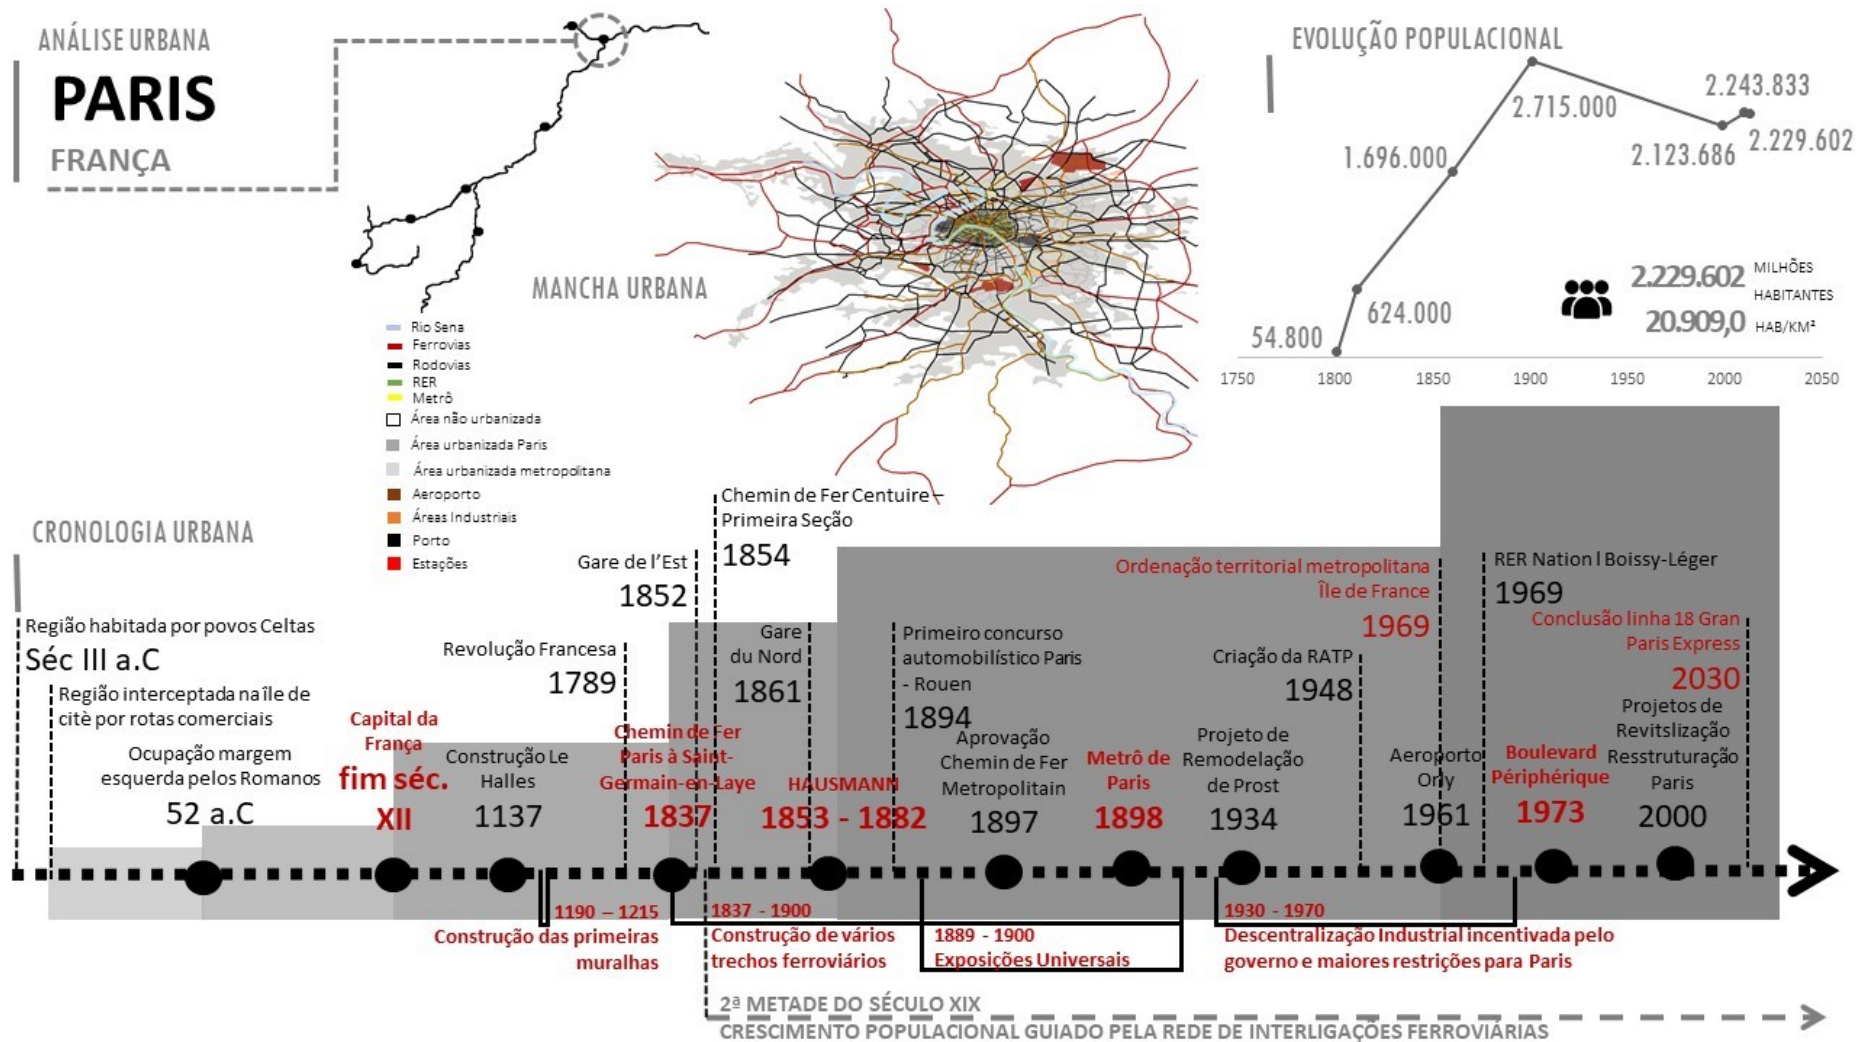 ANÁLISE URBANA
PARIS
FRANÇA
MANCHA URBANA
Rio Sena
Ferrovias
Rodovias
RER
Metrô
Área não urbanizada
Área urbanizada Paris
Área urbanizada metropolitana
Aeroporto
Áreas Industriais
Porto
Estações
EVOLUÇÃO POPULACIONAL
54.800
624.000
1.696.000
2.715.000
2.123.686
2.243.833
2.229.602
2.229.602 MILHÕES
HABITANTES
20.909,0 HAB/KM²
1750 1800 1850 1900 1950 2000 2050
CRONOLOGIA URBANA
Região habitada por povos Celtas
Séc III a.C
Região interceptada na île de
citè por rotas comerciais
Ocupação margem
esquerda pelos Romanos
52 a.C
Capital da
França
fim séc.
XII
Construção Le
Halles
1137
Revolução Francesa
1789
Chemin de Fer
Paris à Saint-
Germain-en-Laye
1837
Gare de l’Est
1852
Chemin de Fer Centuire –
Primeira Seção
1854
Gare
du Nord
1861
HAUSMANN
1853 - 1882
Primeiro concurso
automobilístico Paris
- Rouen
1894
Aprovação
Chemin de Fer
Metropolitain
1897
Metrô de
Paris
1898
Projeto de
Remodelação
de Prost
1934
Criação da RATP
1948
Ordenação territorial metropolitana
Île de France
1969
Aeroporto
Orly
1961
RER Nation l Boissy-Léger
1969
Boulevard
Périphérique
1973
Conclusão linha 18 Gran
Paris Express
2030
Projetos de
Revitslização
Resstruturação
Paris
2000
1190 – 1215
Construção das primeiras
muralhas
1837 - 1900
Construção de vários
trechos ferroviários
1889 - 1900
Exposições Universais
1930 - 1970
Descentralização Industrial incentivada pelo
governo e maiores restrições para Paris
2ª METADE DO SÉCULO XIX
CRESCIMENTO POPULACIONAL GUIADO PELA REDE DE INTERLIGAÇÕES FERROVIÁRIAS